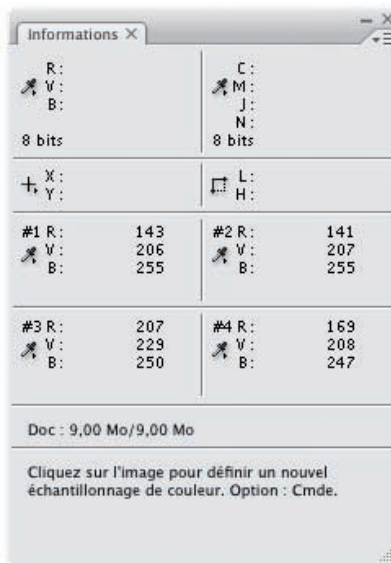 Informations ×
R: C:
V: M:
B: J:
N:
8 bits 8 bits
X: L:
Y: H:
#1 R: 143 #2 R: 141
V: 206 V: 207
B: 255 B: 255
#3 R: 207 #4 R: 169
V: 229 V: 208
B: 250 B: 247
Doc : 9,00 Mo/9,00 Mo
Cliquez sur l'image pour définir un nouvel
échantillonnage de couleur. Option : Cmde.